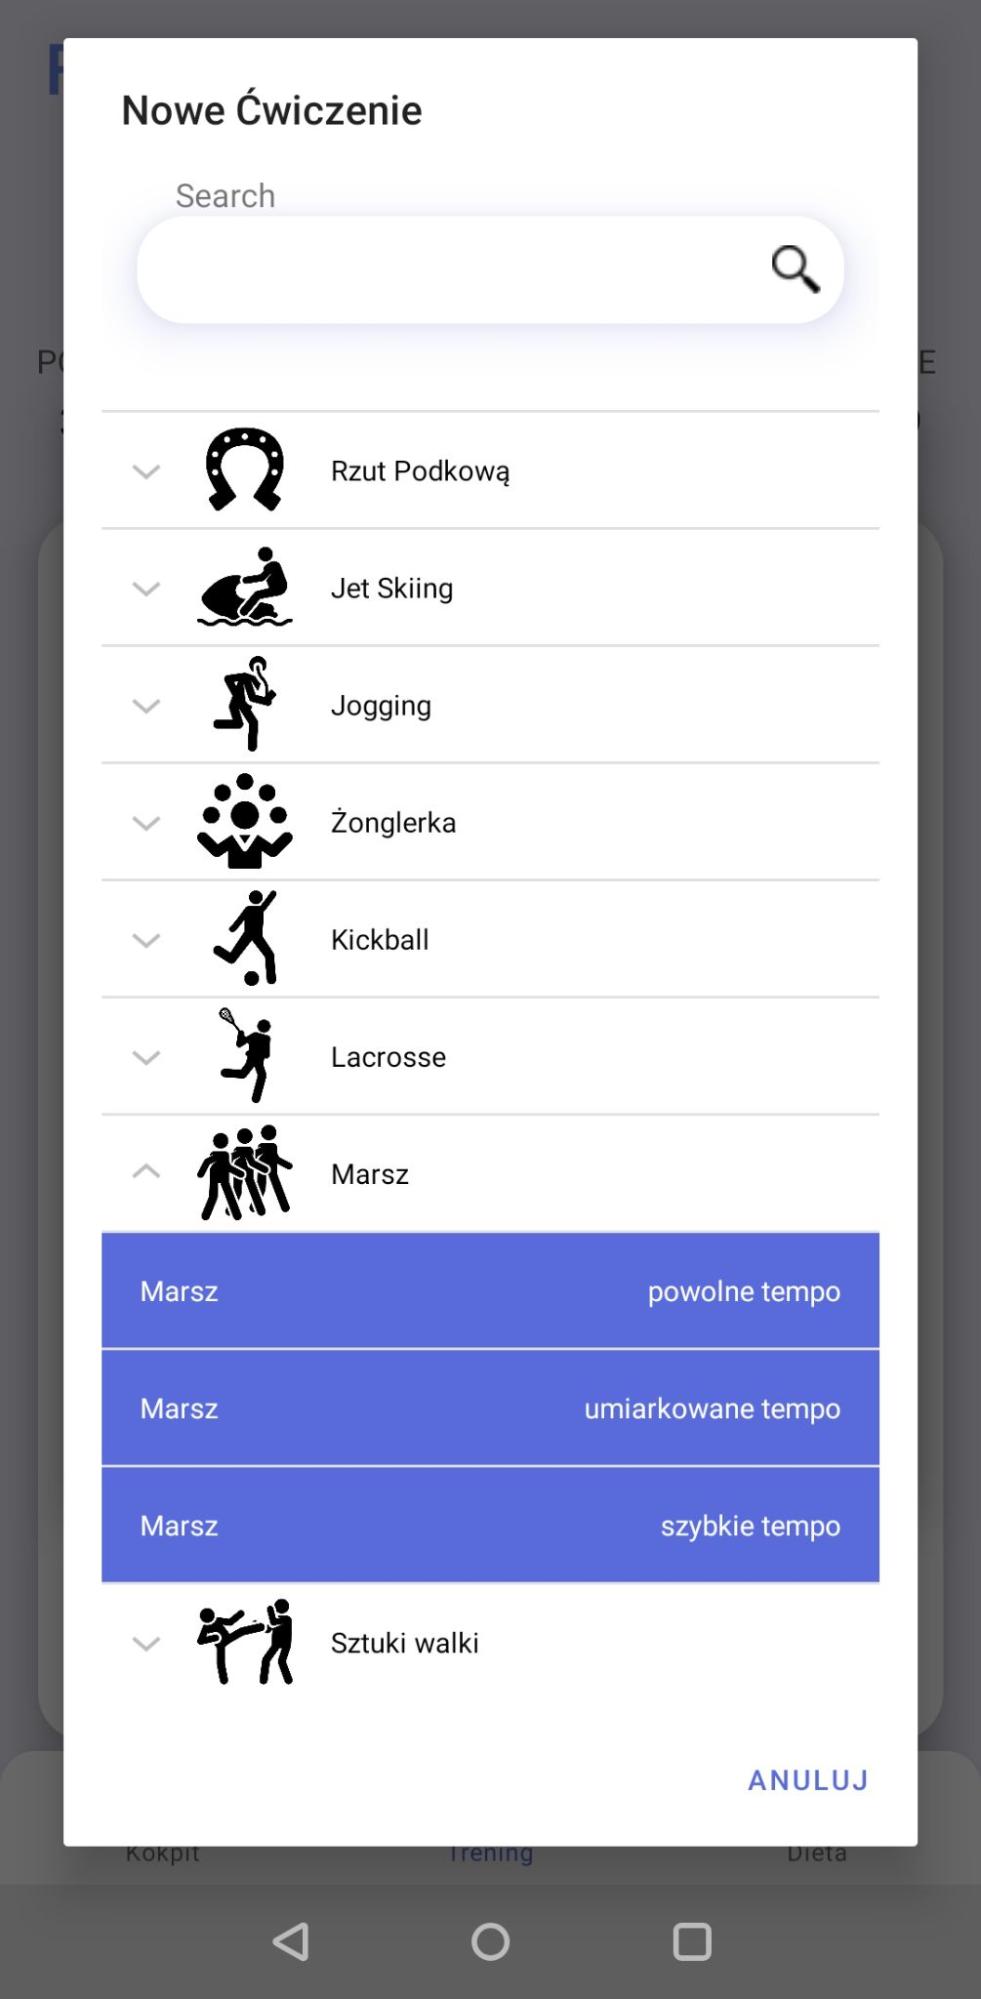 Nowe Ćwiczenie
Search
Rzut Podkową
Jet Skiing
Jogging
Żonglerka
Kickball
Lacrosse
Marsz
Marsz powolne tempo
Marsz umiarkowane tempo
Marsz szybkie tempo
Sztuki walki
ANULUJ
Kokpit Trening Dieta